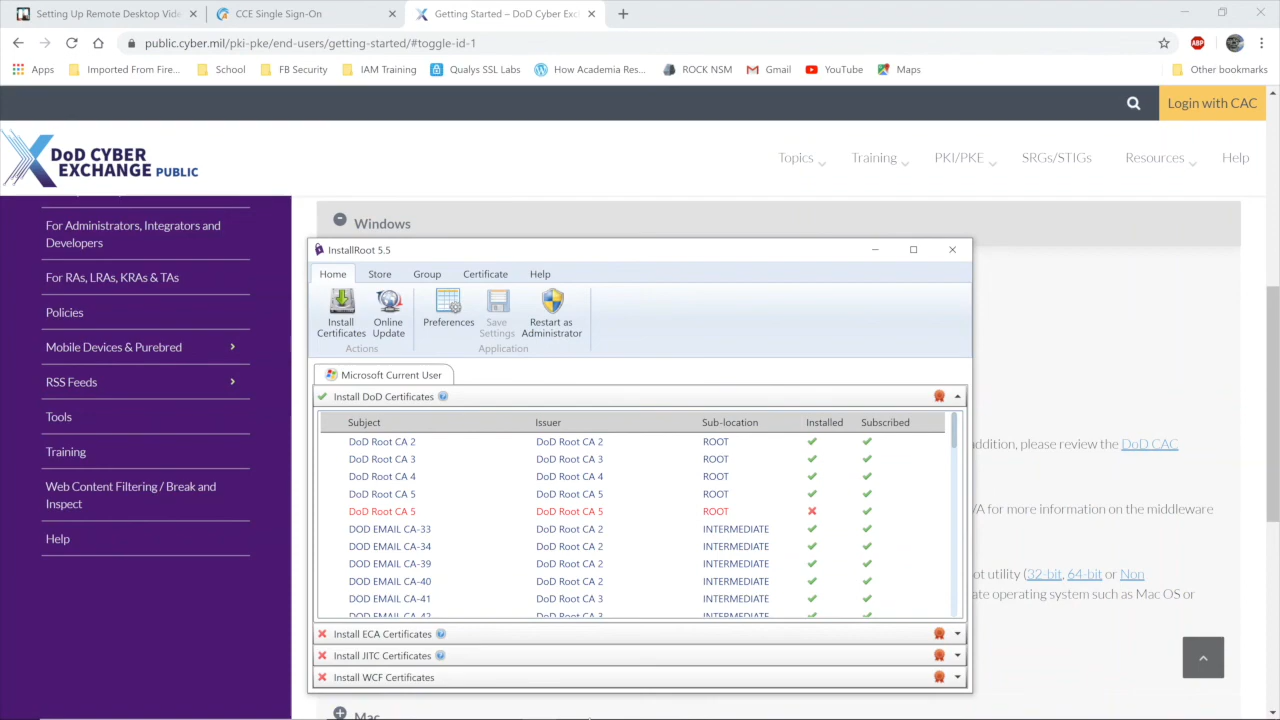 Setting Up Remote Desktop Vide
CCE Single Sign-On
Getting Started – DoD Cyber Exc
public.cyber.mil/pki-pke/end-users/getting-started/#toggle-id-1
ABP
Apps
Imported From Fire...
School
FB Security
IAM Training
Qualys SSL Labs
How Academia Res...
ROCK NSM
Gmail
YouTube
Maps
Other bookmarks
Login with CAC
DoD CYBER
EXCHANGE PUBLIC
Topics
Training
PKI/PKE
SRGs/STIGs
Resources
Help
For Administrators, Integrators and
Developers
For RAs, LRAs, KRAs & TAs
Policies
Mobile Devices & Purebred
RSS Feeds
Tools
Training
Web Content Filtering / Break and
Inspect
Help
Windows
InstallRoot 5.5
Home
Store
Group
Certificate
Help
Install
Certificates
Online
Update
Preferences
Save
Settings
Restart as
Administrator
Actions
Application
Microsoft Current User
Install DoD Certificates
Subject Issuer Sub-location Installed Subscribed
DoD Root CA 2 DoD Root CA 2 ROOT
DoD Root CA 3 DoD Root CA 3 ROOT
DoD Root CA 4 DoD Root CA 4 ROOT
DoD Root CA 5 DoD Root CA 5 ROOT
DoD Root CA 5 DoD Root CA 5 ROOT
DOD EMAIL CA-33 DoD Root CA 2 INTERMEDIATE
DOD EMAIL CA-34 DoD Root CA 2 INTERMEDIATE
DOD EMAIL CA-39 DoD Root CA 2 INTERMEDIATE
DOD EMAIL CA-40 DoD Root CA 2 INTERMEDIATE
DOD EMAIL CA-41 DoD Root CA 3 INTERMEDIATE
DOD EMAIL CA-42 DoD Root CA 3 INTERMEDIATE
Install ECA Certificates
Install JITC Certificates
Install WCF Certificates
ddition, please review the DoD CAC
/A for more information on the middleware
ot utility (32-bit, 64-bit or Non
ate operating system such as Mac OS or
Mac